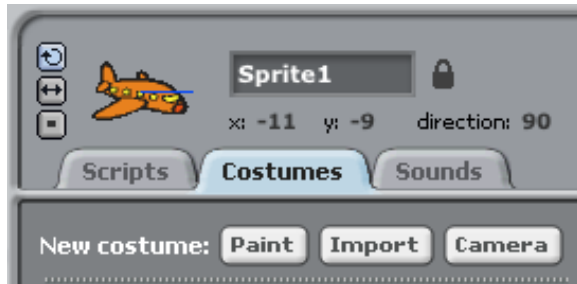 Sprite1
x: -11 y: -9 direction: 90
Scripts Costumes Sounds
New costume: Paint Import Camera